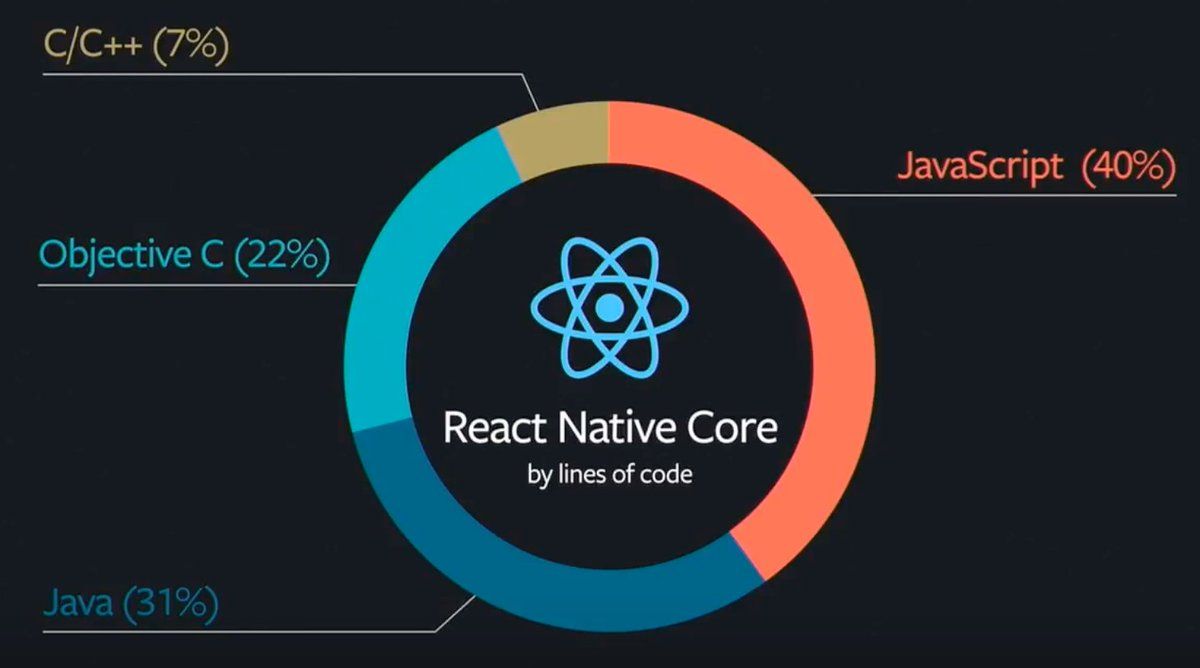 C/C++ (7%)
JavaScript (40%)
Objective C (22%)
React Native Core
by lines of code
Java (31%)